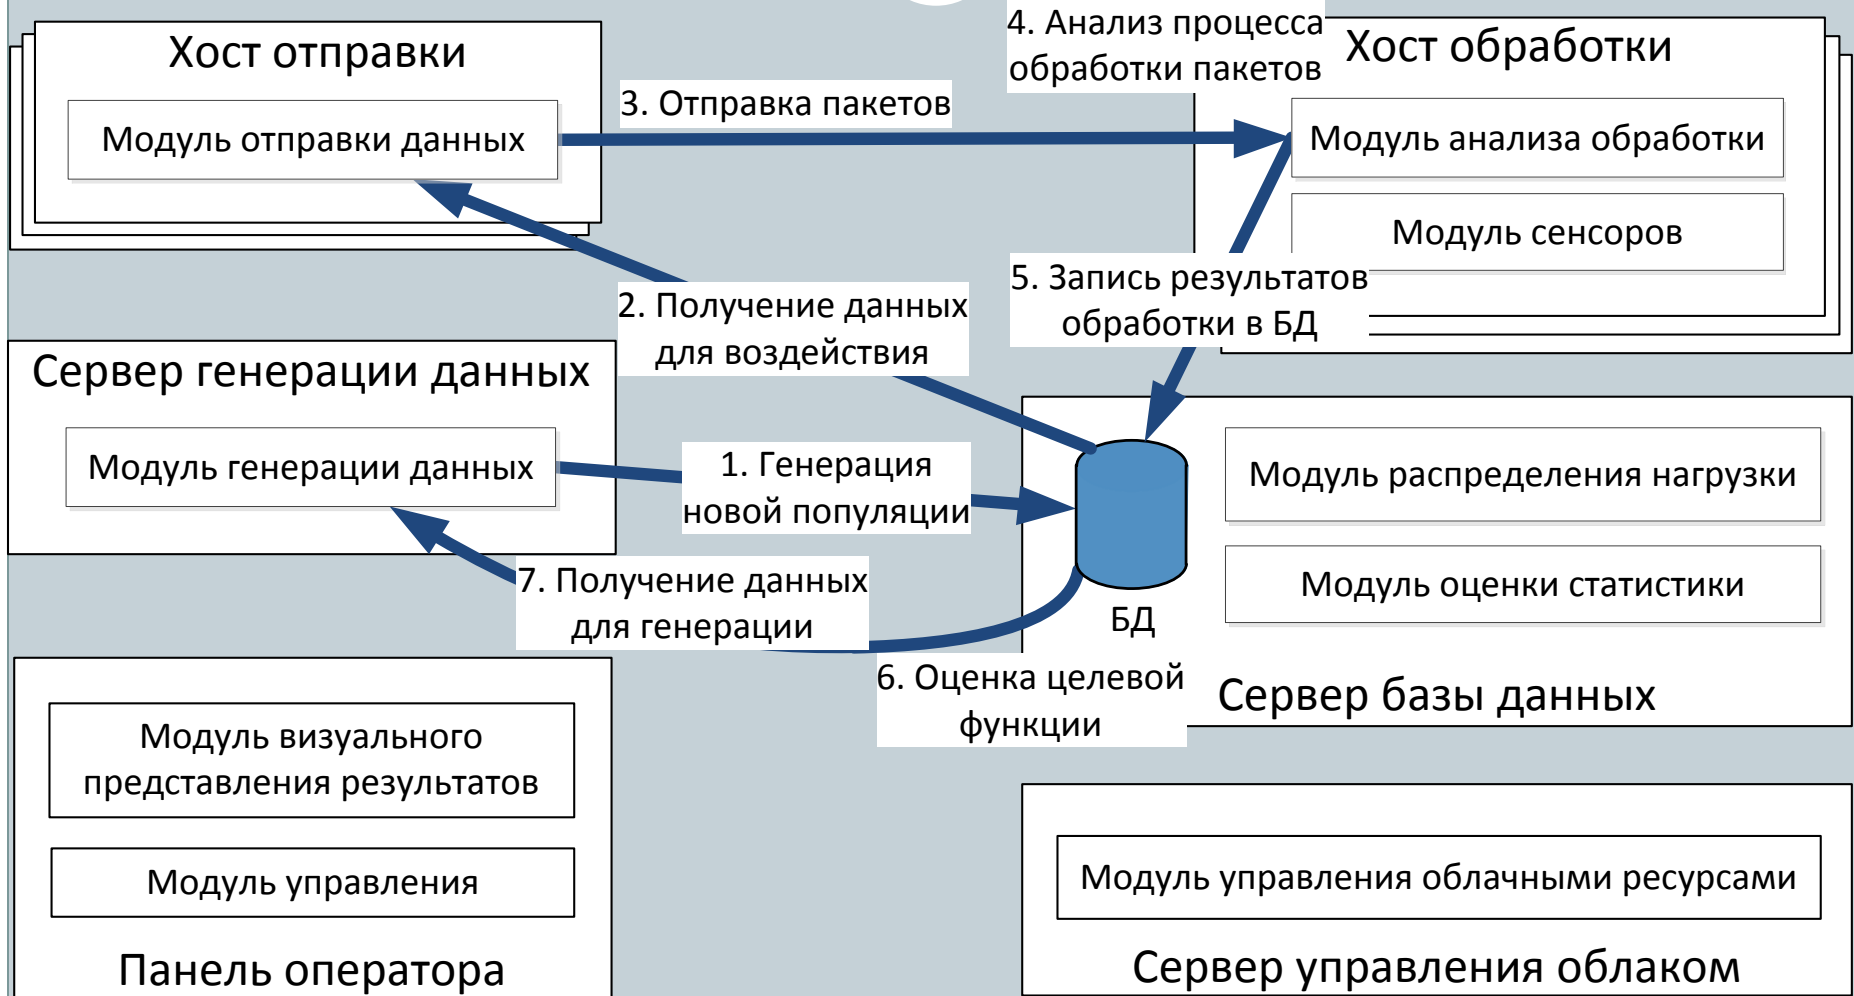 Хост отправки
Модуль отправки данных
3. Отправка пакетов
4. Анализ процесса
обработки пакетов
Хост обработки
Модуль анализа обработки
Модуль сенсоров
2. Получение данных
для воздействия
5. Запись результатов
обработки в БД
Сервер генерации данных
Модуль генерации данных
1. Генерация
новой популяции
7. Получение данных
для генерации
БД
Модуль распределения нагрузки
Модуль оценки статистики
6. Оценка целевой
функции
Сервер базы данных
Модуль визуального
представления результатов
Модуль управления
Панель оператора
Модуль управления облачными ресурсами
Сервер управления облаком